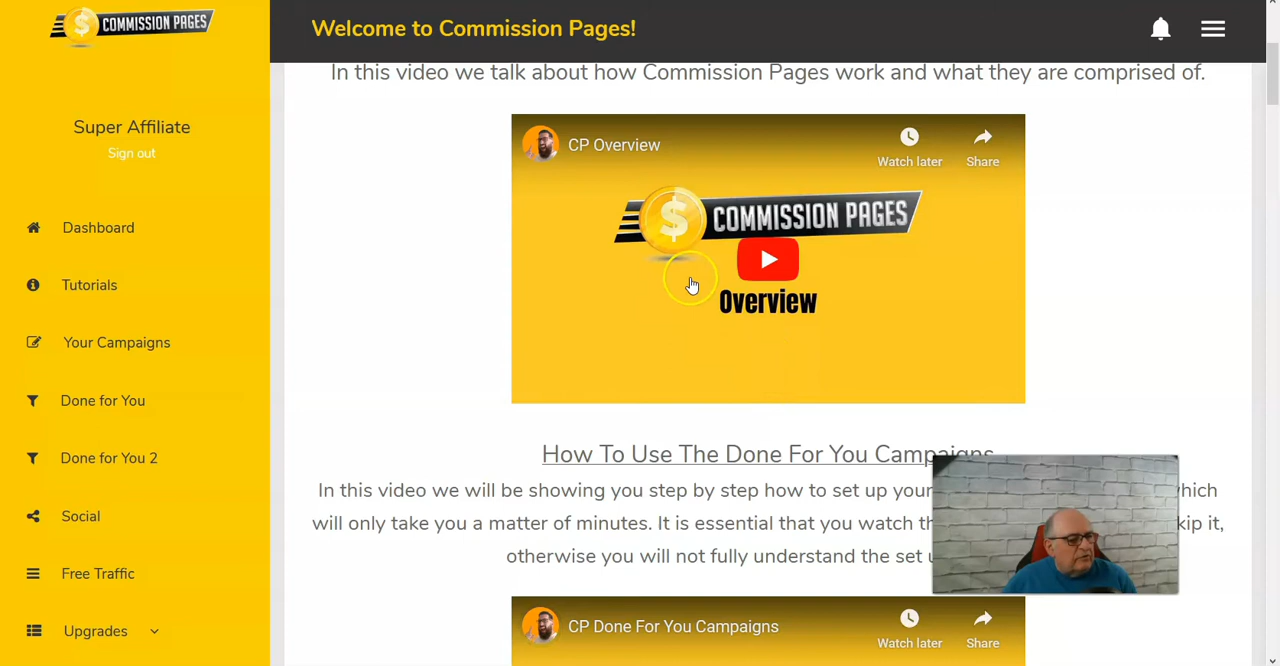 COMMISSION PAGES
Welcome to Commission Pages!
Super Affiliate
Sign out
Dashboard
Tutorials
Your Campaigns
Done for You
Done for You 2
Social
Free Traffic
Upgrades
In this video we talk about how Commission Pages work and what they are comprised of.
CP Overview
Watch later
Share
$ COMMISSION PAGES
Overview
How To Use The Done For You Campaigns
In this video we will be showing you step by step how to set up your which
will only take you a matter of minutes. It is essential that you watch kip it,
otherwise you will not fully understand the set
CP Done For You Campaigns
Watch later
Share